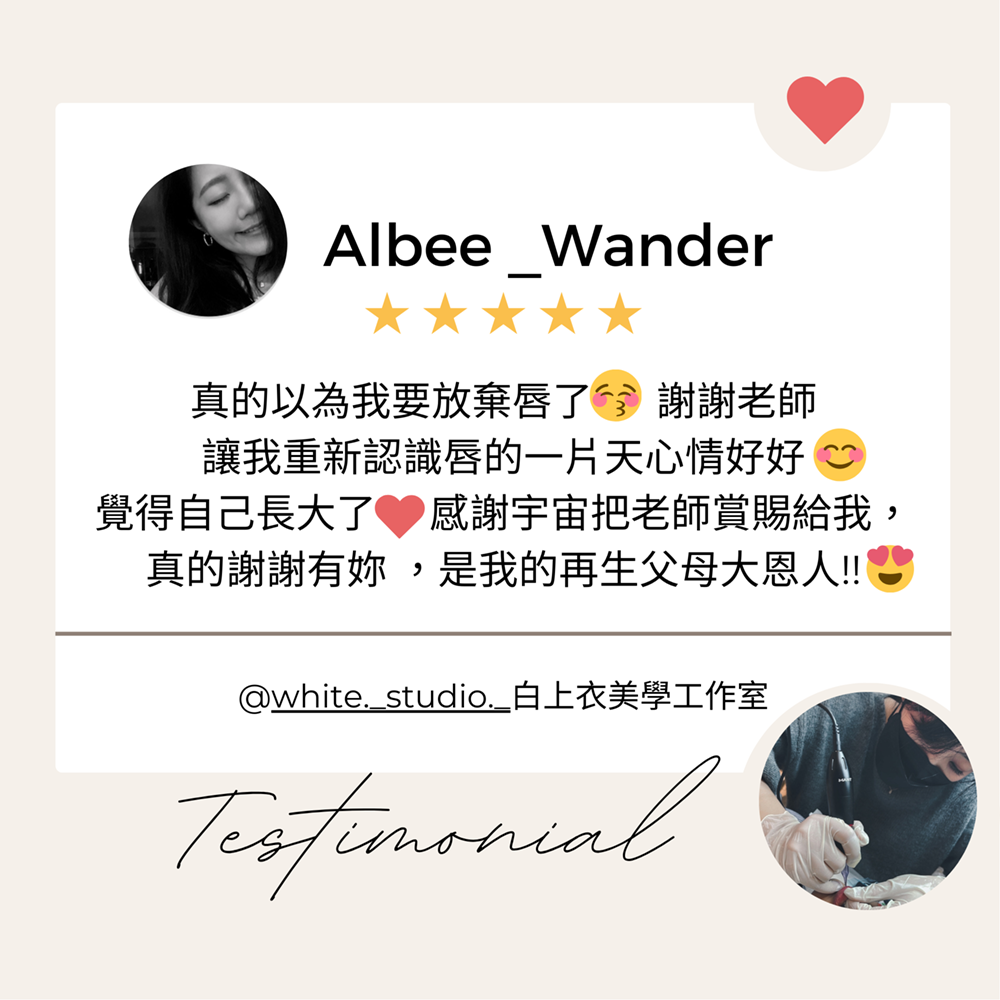 Albee _Wander
真的以為我要放棄唇了😚 謝謝老師
讓我重新認識唇的一片天心情好好😊
覺得自己長大了❤️感謝宇宙把老師賞賜給我，
真的謝謝有妳 ，是我的再生父母大恩人!!😍
@white._studio._白上衣美學工作室
Testimonial